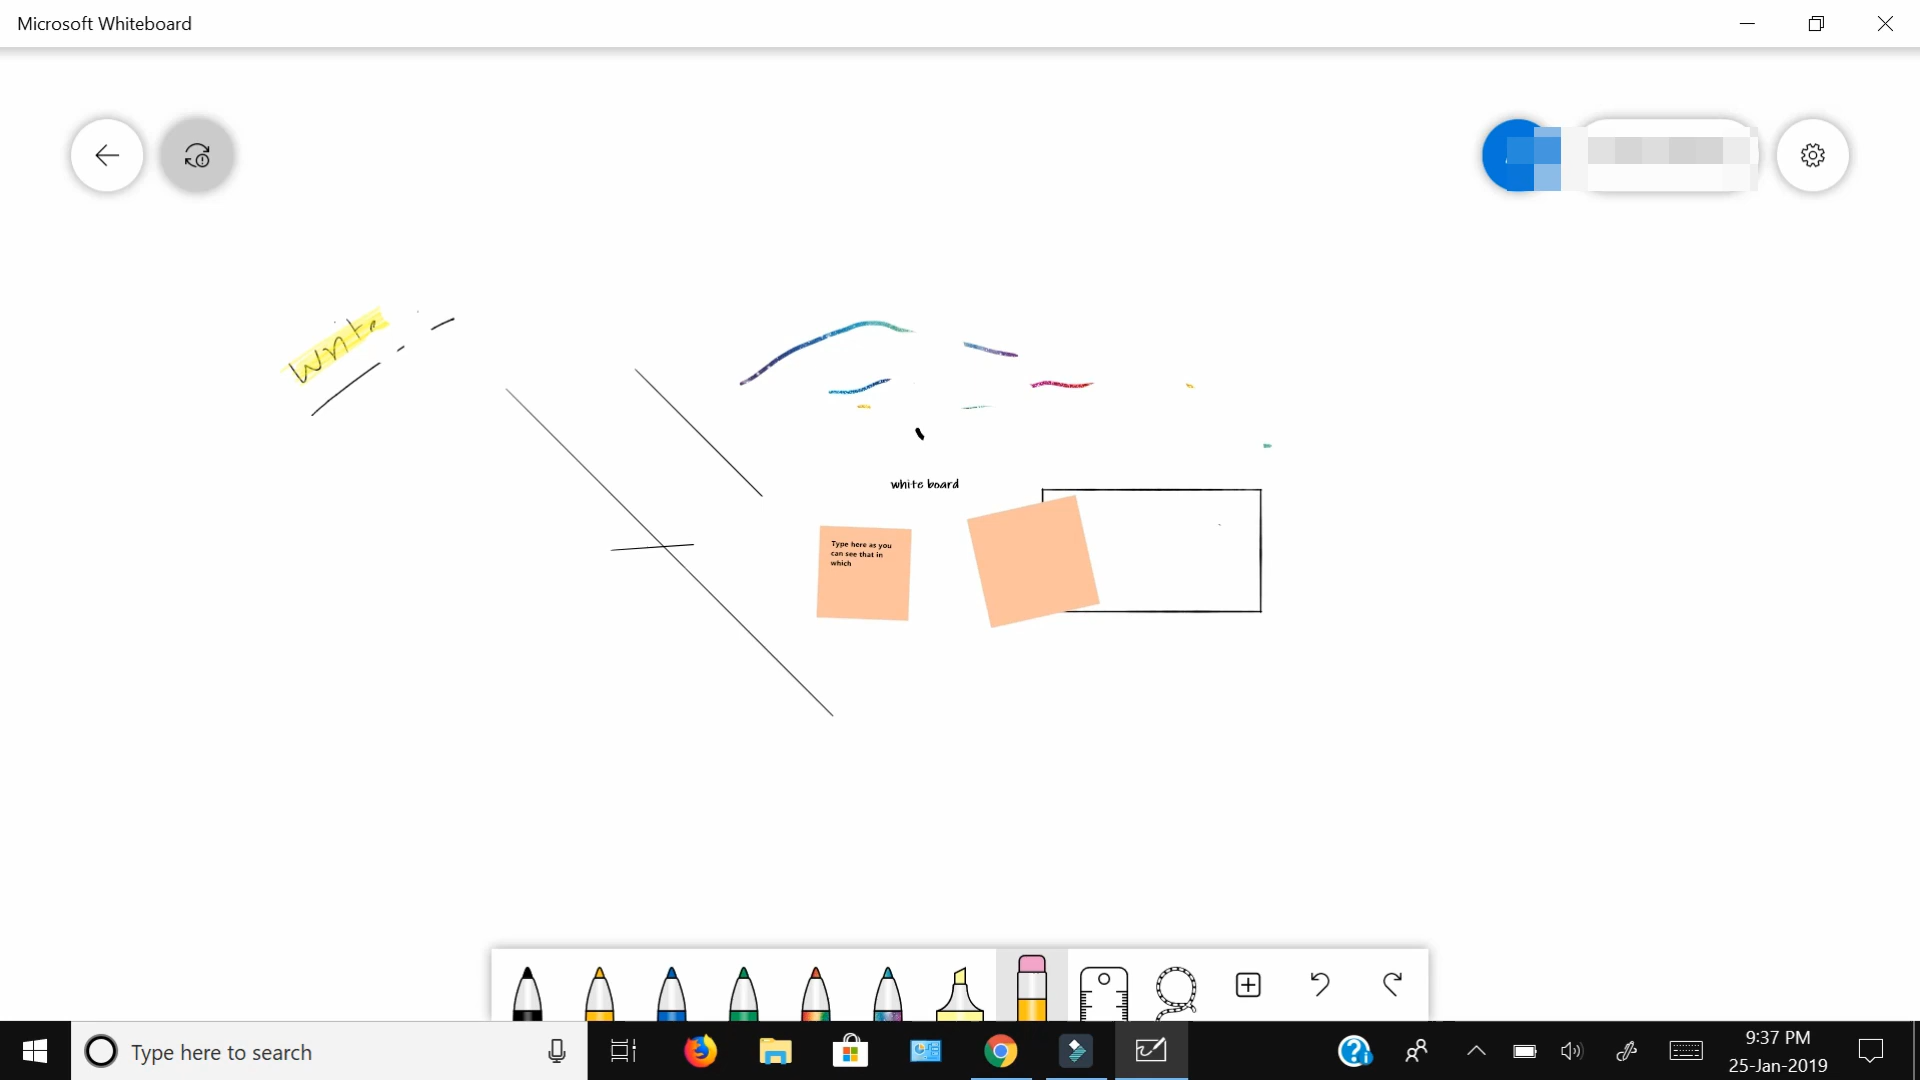 Microsoft Whiteboard
Write
white board
Type here as you
can see that in
which
Type here to search
9:37 PM
25-Jan-2019